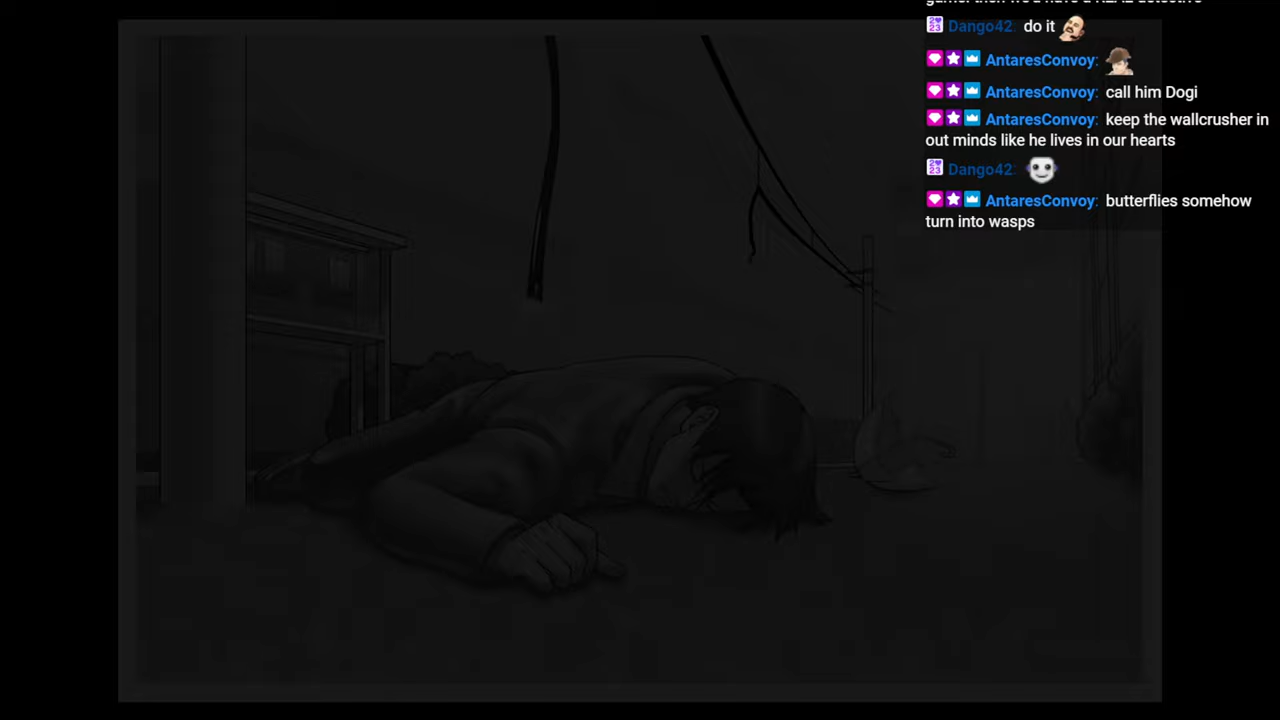 Dango42: do it
AntaresConvoy:
AntaresConvoy: call him Dogi
AntaresConvoy: keep the wallcrusher in
out minds like he lives in our hearts
Dango42:
AntaresConvoy: butterflies somehow
turn into wasps